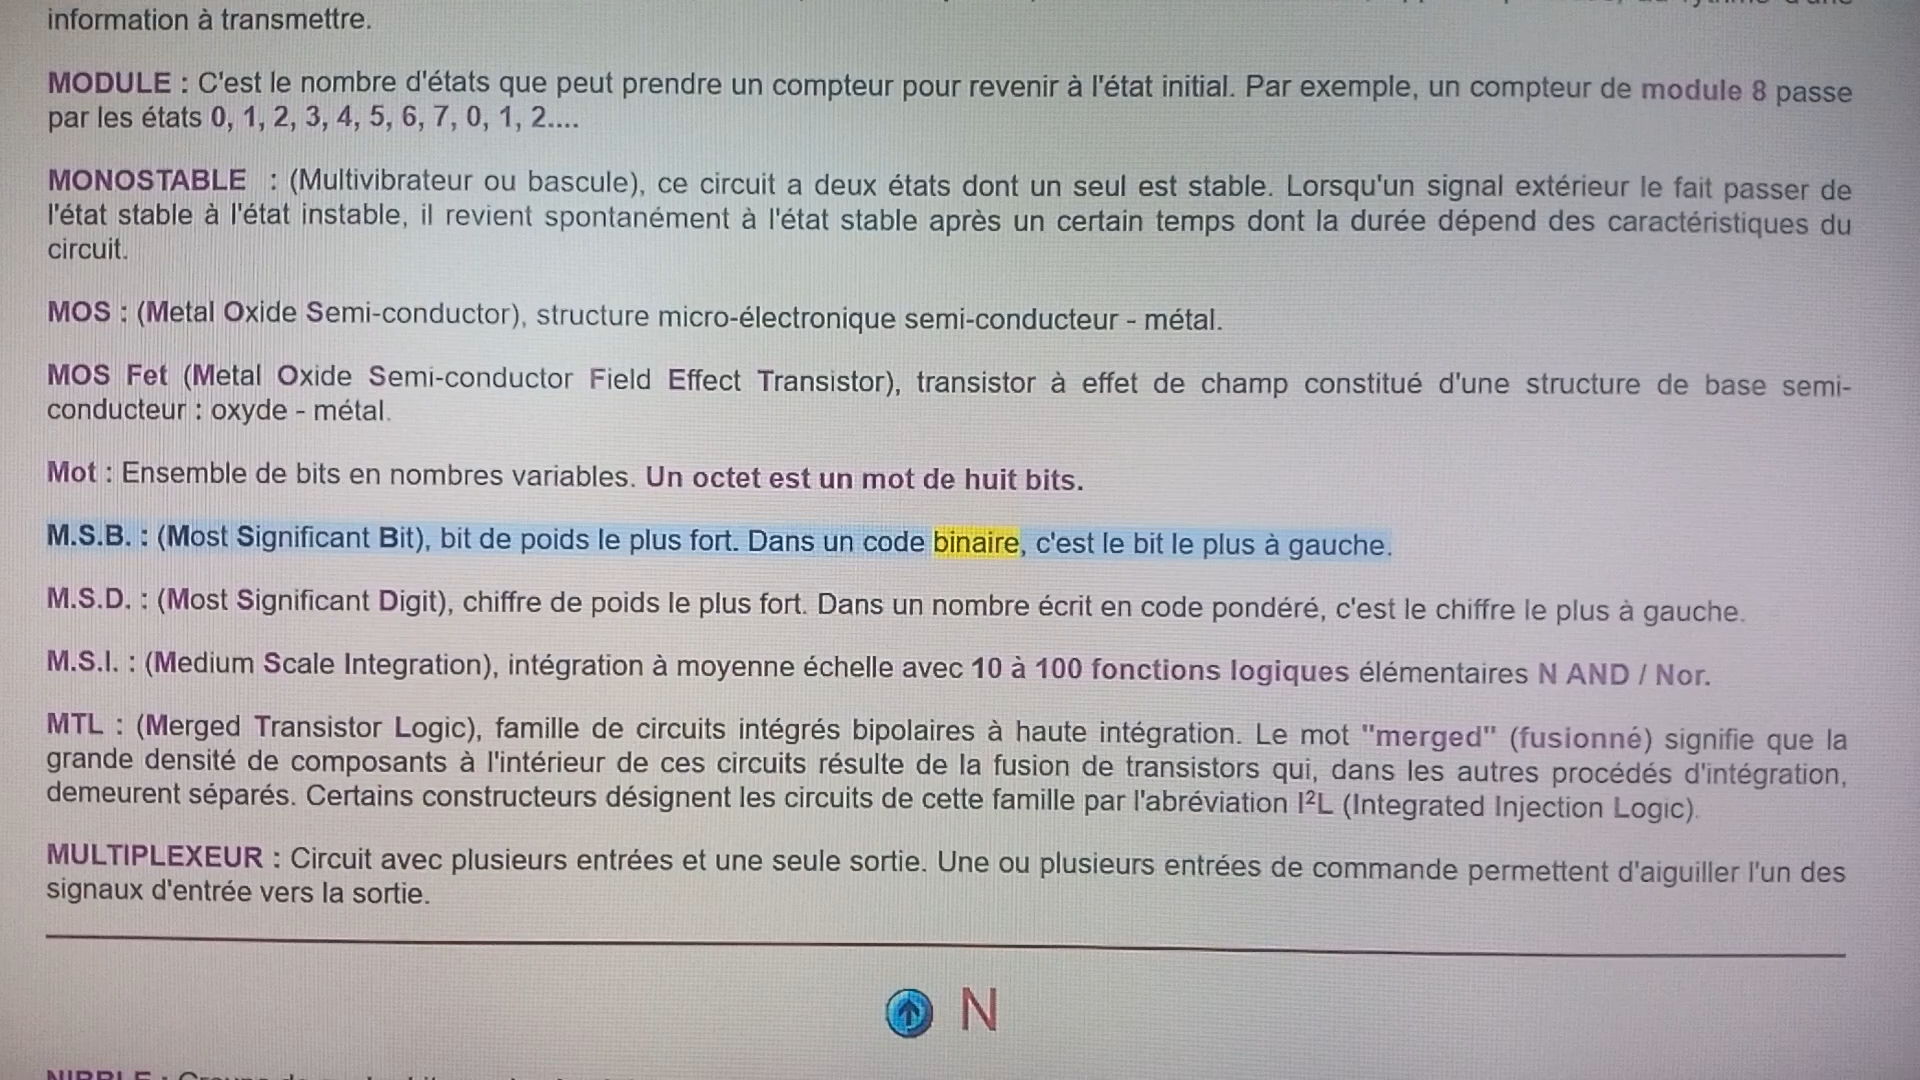 information à transmettre.
MODULE : C'est le nombre d'états que peut prendre un compteur pour revenir à l'état initial. Par exemple, un compteur de module 8 passe
par les états 0, 1, 2, 3, 4, 5, 6, 7, 0, 1, 2....
MONOSTABLE : (Multivibrateur ou bascule), ce circuit a deux états dont un seul est stable. Lorsqu'un signal extérieur le fait passer de
l'état stable à l'état instable, il revient spontanément à l'état stable après un certain temps dont la durée dépend des caractéristiques du
circuit.
MOS : (Metal Oxide Semi-conductor), structure micro-électronique semi-conducteur - métal.
MOS Fet (Metal Oxide Semi-conductor Field Effect Transistor), transistor à effet de champ constitué d'une structure de base semi-
conducteur : oxyde - métal.
Mot : Ensemble de bits en nombres variables. Un octet est un mot de huit bits.
M.S.B. : (Most Significant Bit), bit de poids le plus fort. Dans un code binaire, c'est le bit le plus à gauche.
M.S.D. : (Most Significant Digit), chiffre de poids le plus fort. Dans un nombre écrit en code pondéré, c'est le chiffre le plus à gauche.
M.S.I. : (Medium Scale Integration), intégration à moyenne échelle avec 10 à 100 fonctions logiques élémentaires N AND / Nor.
MTL : (Merged Transistor Logic), famille de circuits intégrés bipolaires à haute intégration. Le mot "merged" (fusionné) signifie que la
grande densité de composants à l'intérieur de ces circuits résulte de la fusion de transistors qui, dans les autres procédés d'intégration,
demeurent séparés. Certains constructeurs désignent les circuits de cette famille par l'abréviation I²L (Integrated Injection Logic).
MULTIPLEXEUR : Circuit avec plusieurs entrées et une seule sortie. Une ou plusieurs entrées de commande permettent d'aiguiller l'un des
signaux d'entrée vers la sortie.
N